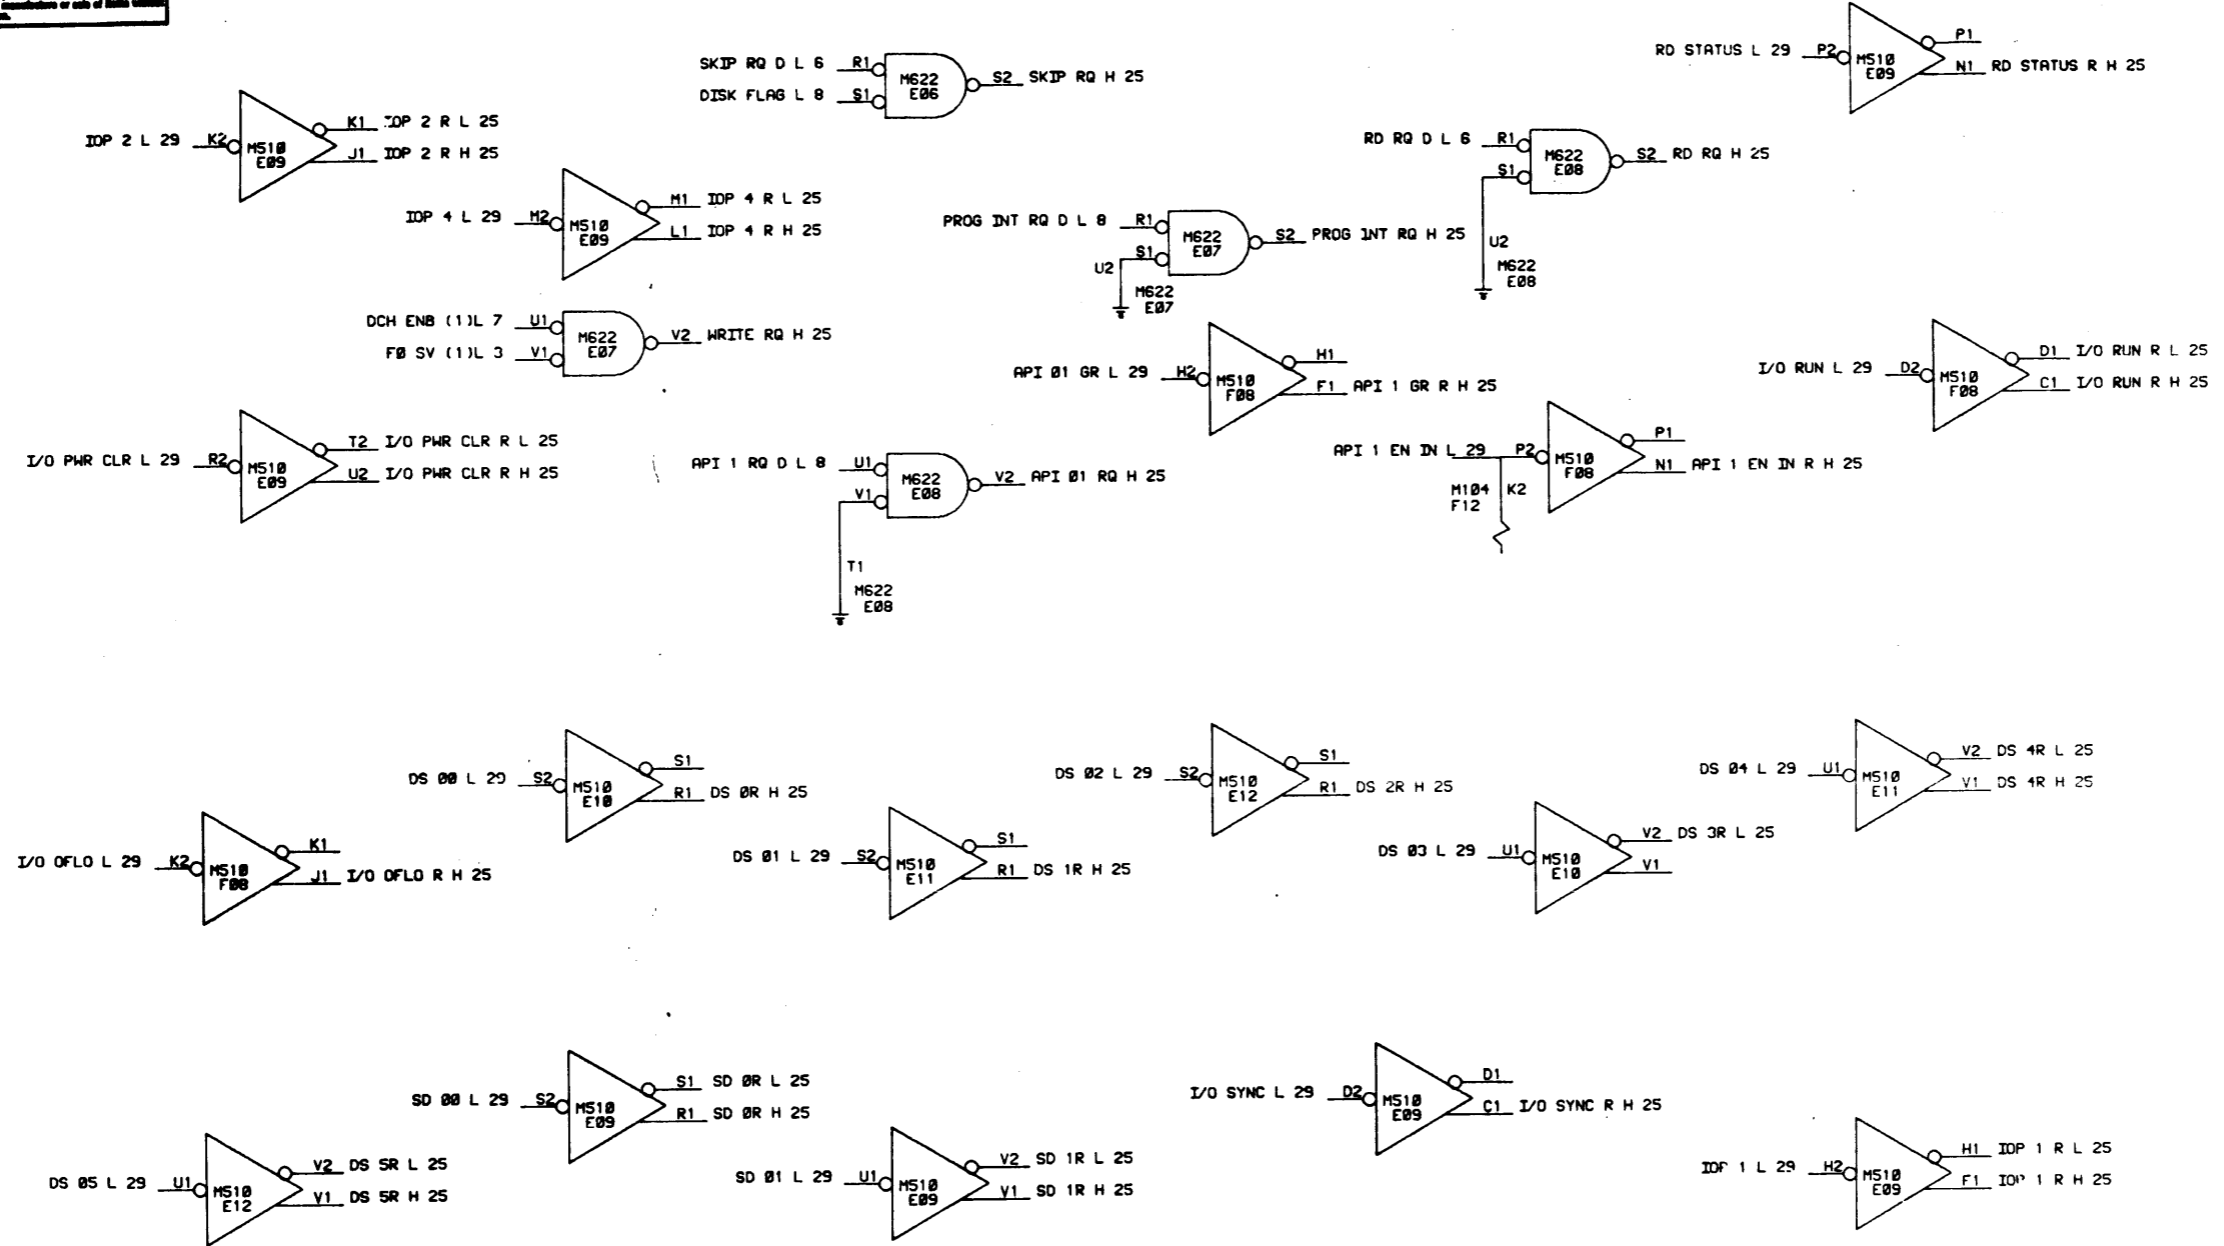 manufacture or sale of items without
SKIP RQ D L 6 R1
DISK FLAG L 8 S1
M622
E06
S2 SKIP RQ H 25
RD STATUS L 29 P2
M510
E09
P1
N1 RD STATUS R H 25
IOP 2 L 29 K2
M510
E09
K1 IOP 2 R L 25
J1 IOP 2 R H 25
RD RQ D L 6 R1
S1
M622
E08
S2 RD RQ H 25
U2
M622
E08
IOP 4 L 29 M2
M510
E09
M1 IOP 4 R L 25
L1 IOP 4 R H 25
PROG INT RQ D L 8 R1
S1
M622
E07
S2 PROG INT RQ H 25
U2
M622
E07
DCH ENB (1)L 7 U1
F0 SV (1)L 3 V1
M622
E07
V2 WRITE RQ H 25
API 01 GR L 29 H2
M510
F08
H1
F1 API 1 GR R H 25
I/O RUN L 29 D2
M510
F08
D1 I/O RUN R L 25
C1 I/O RUN R H 25
I/O PWR CLR L 29 R2
M510
E09
T2 I/O PWR CLR R L 25
U2 I/O PWR CLR R H 25
API 1 RQ D L 8 U1
V1
M622
E08
V2 API 01 RQ H 25
T1
M622
E08
API 1 EN IN L 29 P2
M510
F08
P1
N1 API 1 EN IN R H 25
M104 K2
F12
DS 00 L 29 S2
M510
E10
S1
R1 DS 0R H 25
DS 02 L 29 S2
M510
E12
S1
R1 DS 2R H 25
DS 04 L 29 U1
M510
E11
V2 DS 4R L 25
V1 DS 4R H 25
I/O OFLO L 29 K2
M510
F08
K1
J1 I/O OFLO R H 25
DS 01 L 29 S2
M510
E11
S1
R1 DS 1R H 25
DS 03 L 29 U1
M510
E10
V2 DS 3R L 25
V1
SD 00 L 29 S2
M510
E09
S1 SD 0R L 25
R1 SD 0R H 25
I/O SYNC L 29 D2
M510
E09
D1
C1 I/O SYNC R H 25
DS 05 L 29 U1
M510
E12
V2 DS 5R L 25
V1 DS 5R H 25
SD 01 L 29 U1
M510
E09
V2 SD 1R L 25
V1 SD 1R H 25
IOP 1 L 29 H2
M510
E09
H1 IOP 1 R L 25
F1 IOP 1 R H 25